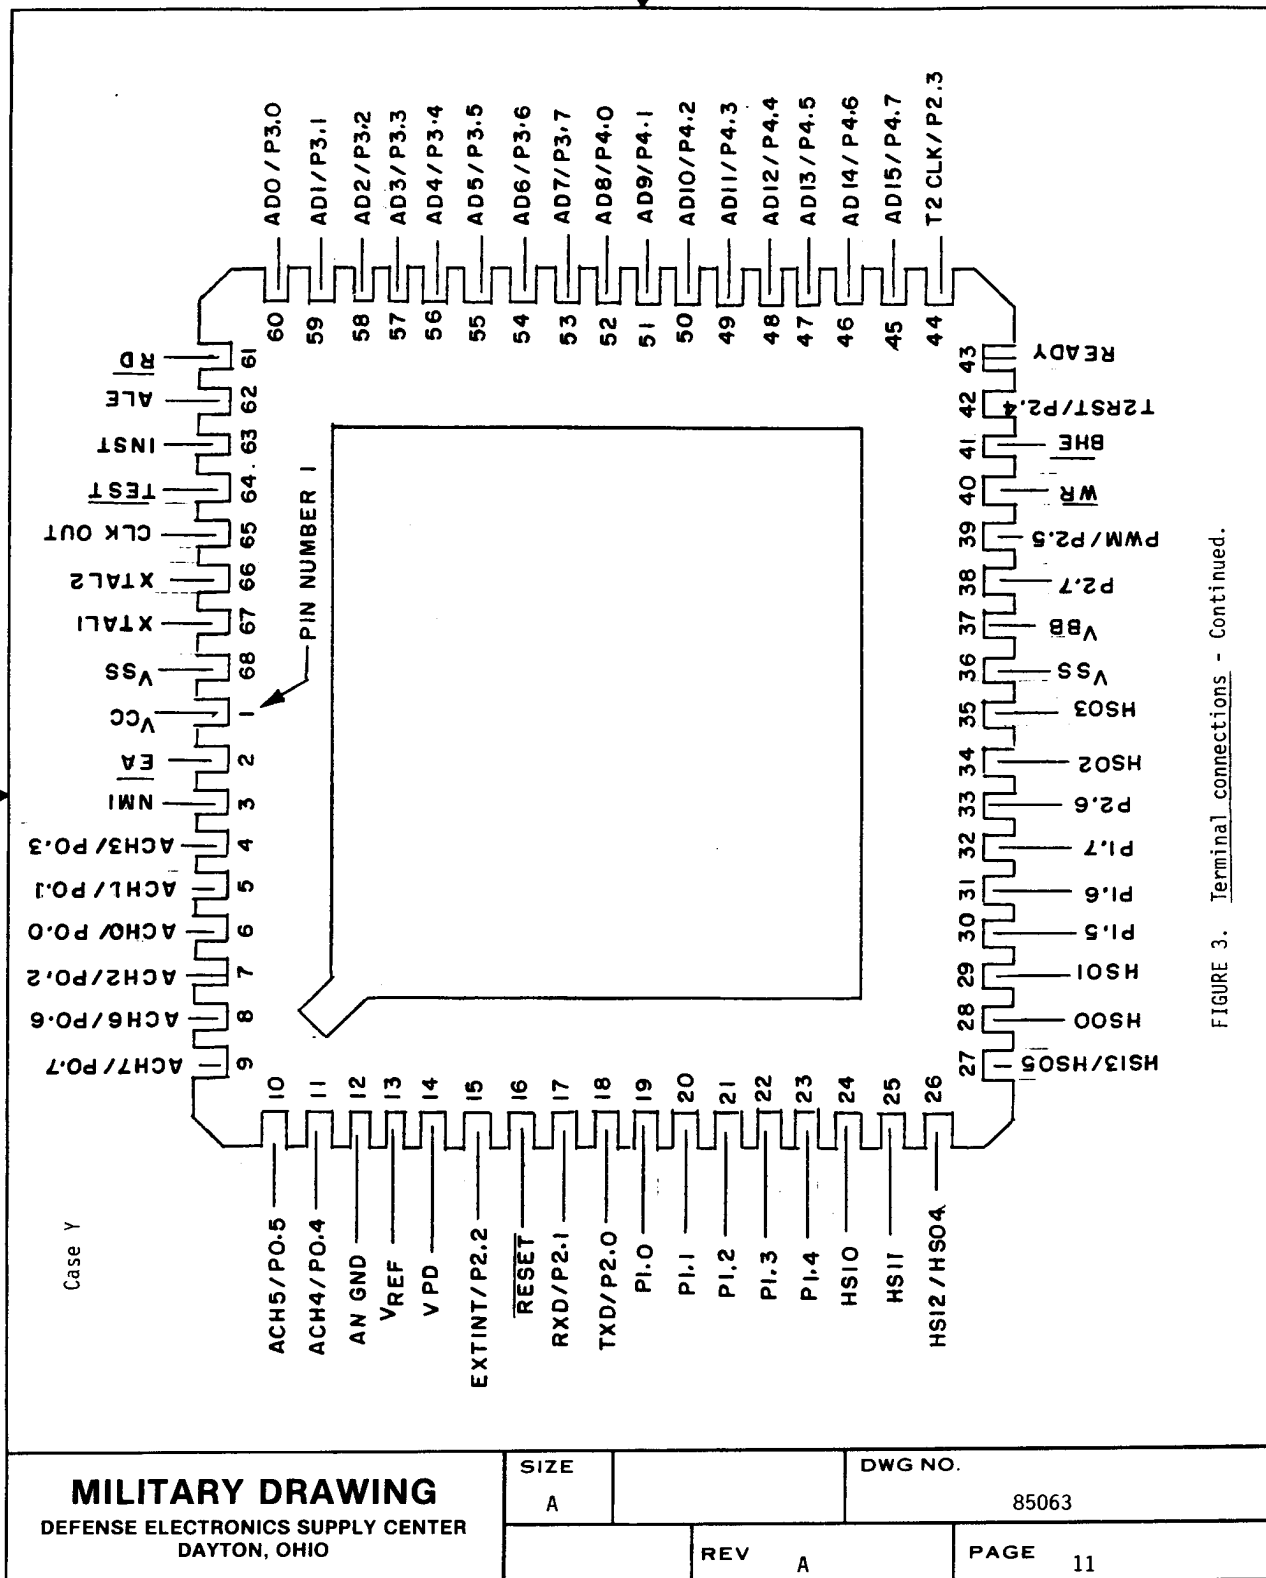 AD0/P3.0
AD1/P3.1
AD2/P3.2
AD3/P3.3
AD4/P3.4
AD5/P3.5
AD6/P3.6
AD7/P3.7
AD8/P4.0
AD9/P4.1
AD10/P4.2
AD11/P4.3
AD12/P4.4
AD13/P4.5
AD14/P4.6
AD15/P4.7
T2 CLK/P2.3
60
59
58
57
56
55
54
53
52
51
50
49
48
47
46
45
44
RD 61
ALE 62
INST 63
TEST 64
CLK OUT 65
XTAL2 66
XTAL1 67
VSS 68
VCC 1
EA 2
NMI 3
ACH3/P0.3 4
ACH1/P0.1 5
ACH0/P0.0 6
ACH2/P0.2 7
ACH6/P0.6 8
ACH7/P0.7 9
PIN NUMBER 1
43 READY
42 T2RST/P2.4
41 BHE
40 WR
39 PWM/P2.5
38 P2.7
37 VBB
36 VSS
35 HSO3
34 HSO2
33 P2.6
32 P1.7
31 P1.6
30 P1.5
29 HSO1
28 HSO0
27 HSI3/HSO5
10
11
12
13
14
15
16
17
18
19
20
21
22
23
24
25
26
ACH5/P0.5
ACH4/P0.4
AN GND
VREF
VPD
EXTINT/P2.2
RESET
RXD/P2.1
TXD/P2.0
P1.0
P1.1
P1.2
P1.3
P1.4
HSI0
HSI1
HSI2/HSO4
Case Y
FIGURE 3. Terminal connections - Continued.
MILITARY DRAWING
DEFENSE ELECTRONICS SUPPLY CENTER
DAYTON, OHIO
SIZE
A
DWG NO.
85063
REV A
PAGE 11